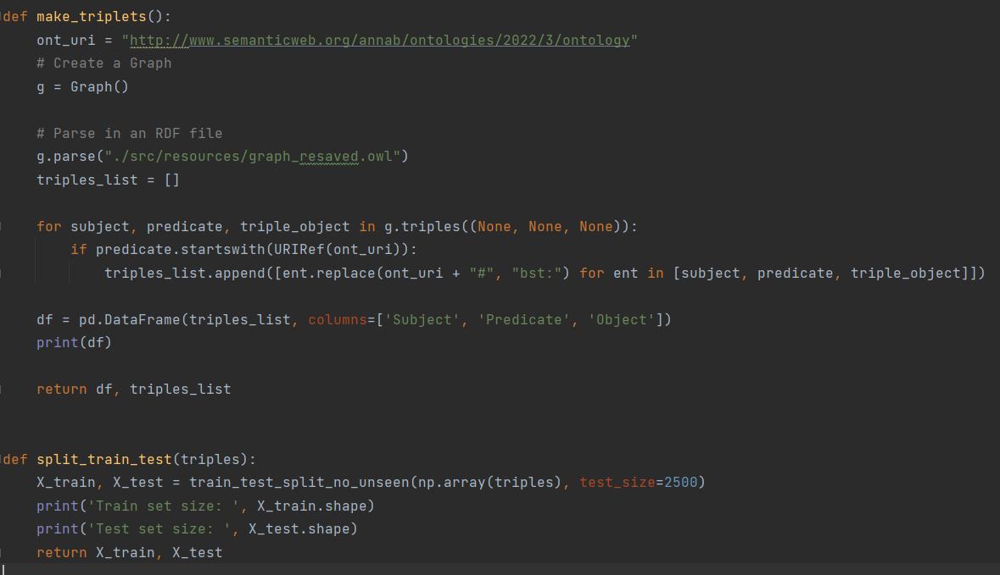 def make_triplets():
    ont_uri = "http://www.semanticweb.org/annab/ontologies/2022/3/ontology"
    # Create a Graph
    g = Graph()

    # Parse in an RDF file
    g.parse("./src/resources/graph_resaved.owl")
    triples_list = []

    for subject, predicate, triple_object in g.triples((None, None, None)):
        if predicate.startswith(URIRef(ont_uri)):
            triples_list.append([ent.replace(ont_uri + "#", "bst:") for ent in [subject, predicate, triple_object]])

    df = pd.DataFrame(triples_list, columns=['Subject', 'Predicate', 'Object'])
    print(df)

    return df, triples_list


def split_train_test(triples):
    X_train, X_test = train_test_split_no_unseen(np.array(triples), test_size=2500)
    print('Train set size: ', X_train.shape)
    print('Test set size: ', X_test.shape)
    return X_train, X_test